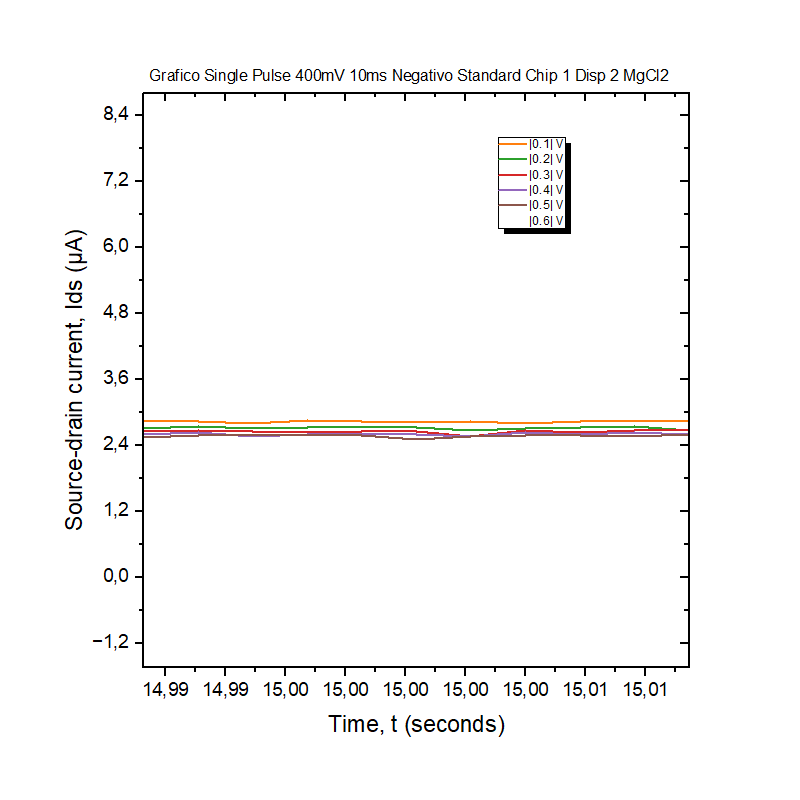 Grafico Single Pulse 400mV 10ms Negativo Standard Chip 1 Disp 2 MgCl2
8,4
7,2
6,0
4,8
3,6
2,4
1,2
0,0
−1,2
Source-drain current, Ids (µA)
|0.1| V
|0.2| V
|0.3| V
|0.4| V
|0.5| V
|0.6| V
14,99 14,99 15,00 15,00 15,00 15,00 15,00 15,01 15,01
Time, t (seconds)